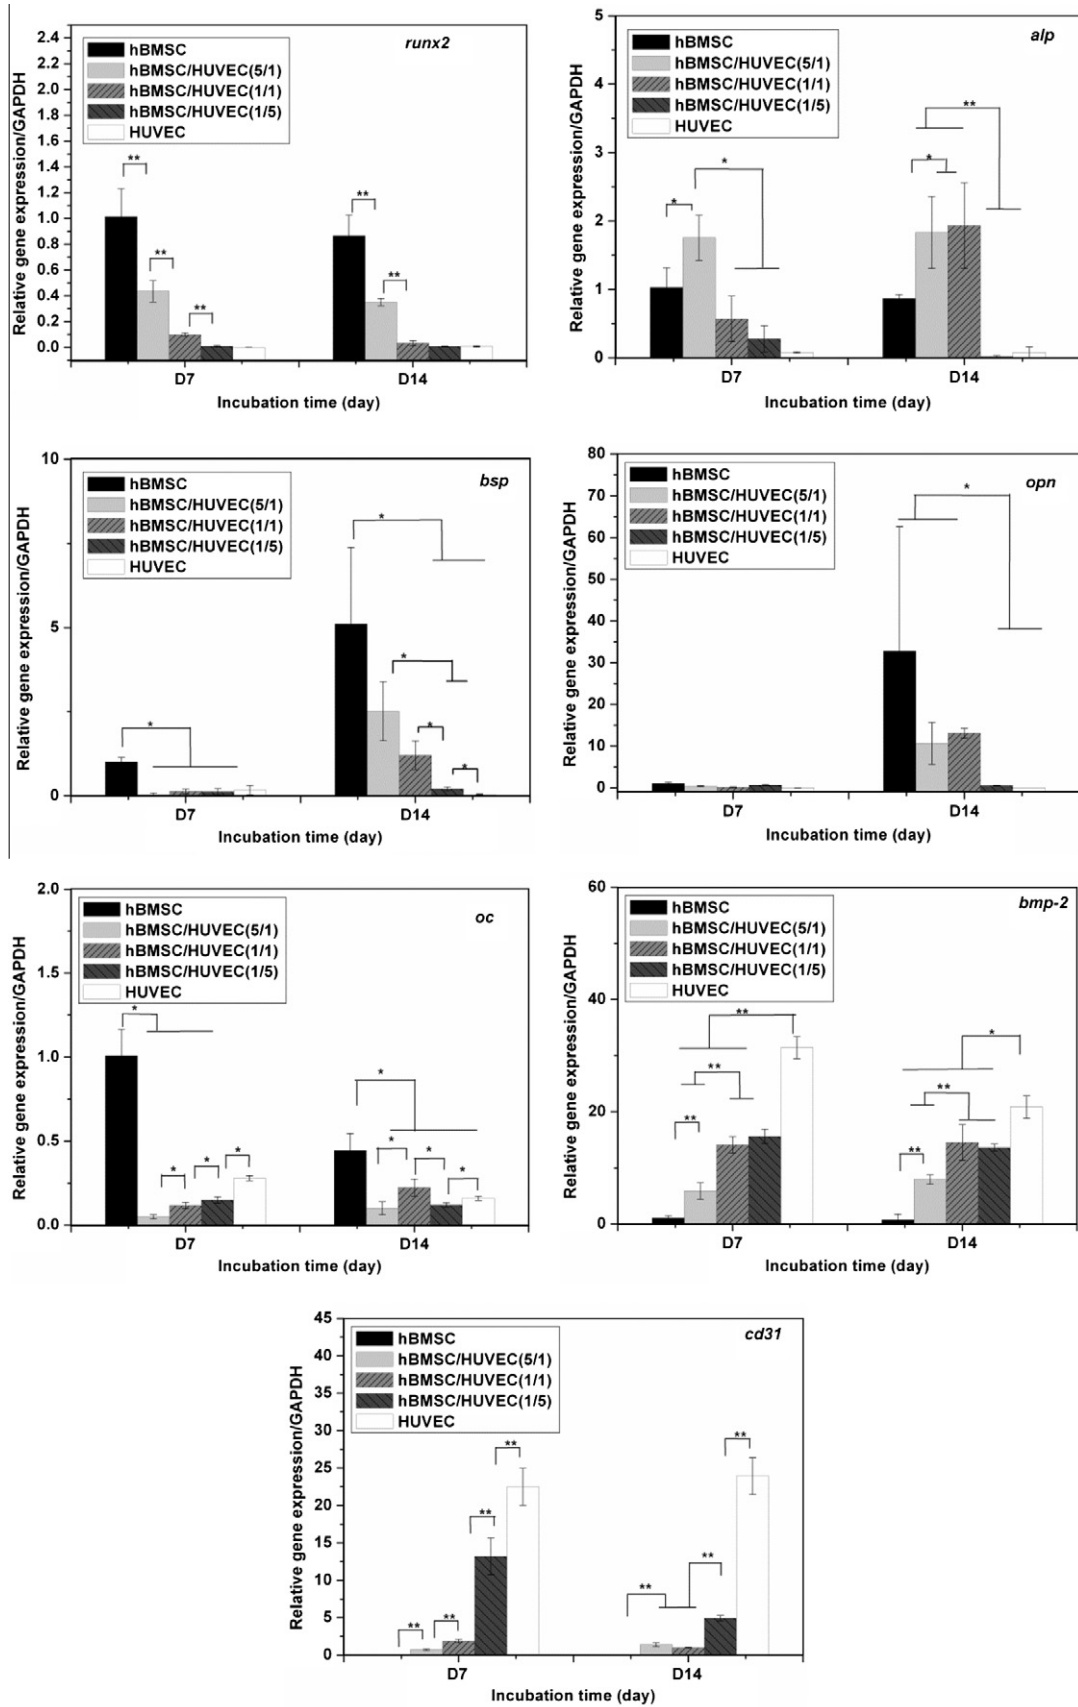 runx2
hBMSC
hBMSC/HUVEC(5/1)
hBMSC/HUVEC(1/1)
hBMSC/HUVEC(1/5)
HUVEC
Relative gene expression/GAPDH
2.4
2.2
2.0
1.8
1.6
1.4
1.2
1.0
0.8
0.6
0.4
0.2
0.0
** ** ** ** **
D7 D14
Incubation time (day)
alp
hBMSC
hBMSC/HUVEC(5/1)
hBMSC/HUVEC(1/1)
hBMSC/HUVEC(1/5)
HUVEC
Relative gene expression/GAPDH
5
4
3
2
1
0
* * * **
D7 D14
Incubation time (day)
bsp
hBMSC
hBMSC/HUVEC(5/1)
hBMSC/HUVEC(1/1)
hBMSC/HUVEC(1/5)
HUVEC
Relative gene expression/GAPDH
10
5
0
* * * * *
D7 D14
Incubation time (day)
opn
hBMSC
hBMSC/HUVEC(5/1)
hBMSC/HUVEC(1/1)
hBMSC/HUVEC(1/5)
HUVEC
Relative gene expression/GAPDH
80
70
60
50
40
30
20
10
0
*
D7 D14
Incubation time (day)
oc
hBMSC
hBMSC/HUVEC(5/1)
hBMSC/HUVEC(1/1)
hBMSC/HUVEC(1/5)
HUVEC
Relative gene expression/GAPDH
2.0
1.5
1.0
0.5
0.0
* * * * * * * *
D7 D14
Incubation time (day)
bmp-2
hBMSC
hBMSC/HUVEC(5/1)
hBMSC/HUVEC(1/1)
hBMSC/HUVEC(1/5)
HUVEC
Relative gene expression/GAPDH
60
40
20
0
** ** ** ** ** *
D7 D14
Incubation time (day)
cd31
hBMSC
hBMSC/HUVEC(5/1)
hBMSC/HUVEC(1/1)
hBMSC/HUVEC(1/5)
HUVEC
Relative gene expression/GAPDH
45
40
35
30
25
20
15
10
5
0
** ** ** ** ** ** **
D7 D14
Incubation time (day)